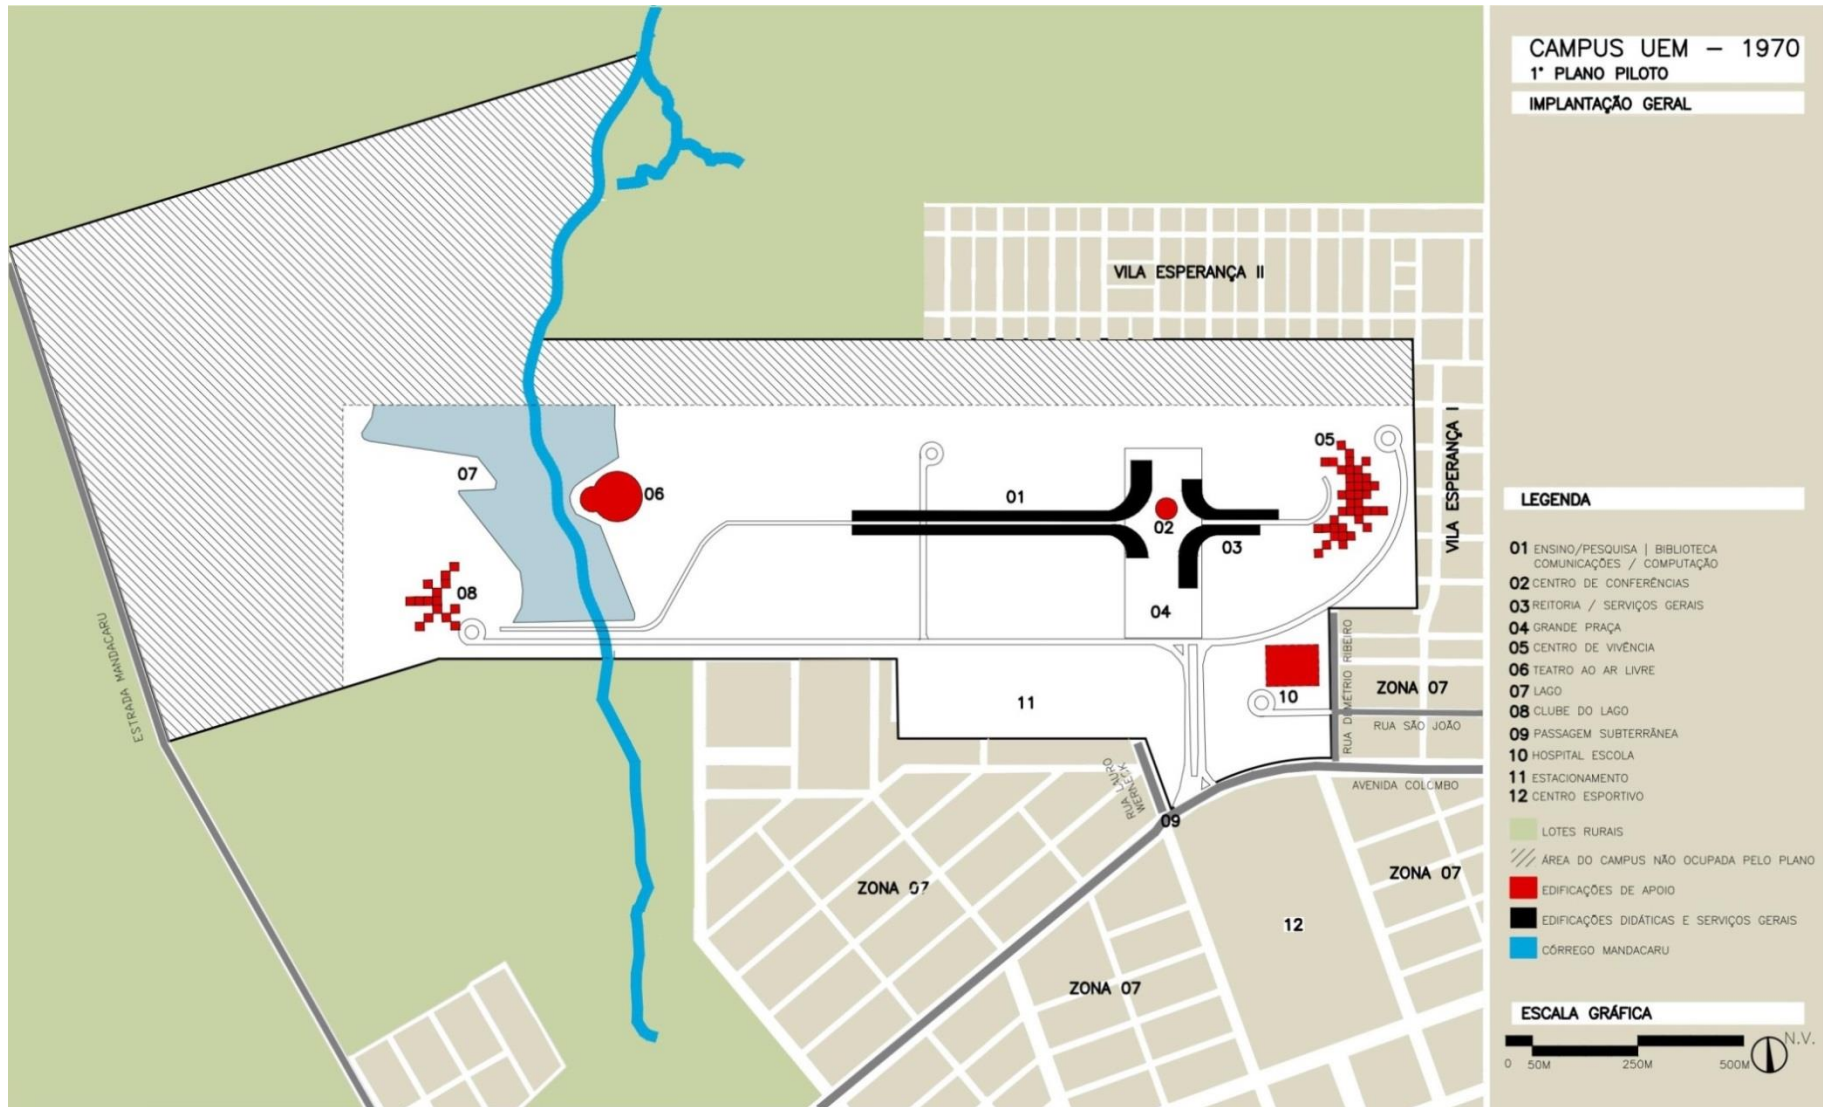 CAMPUS UEM – 1970
1° PLANO PILOTO
IMPLANTAÇÃO GERAL
VILA ESPERANÇA II
VILA ESPERANÇA I
05
07
06
01
02
03
08
04
ESTRADA MANDACARU
RUA DEMÉTRIO RIBEIRO
10
ZONA 07
11
RUA SÃO JOÃO
RUA LAURO
WERNECK
AVENIDA COLOMBO
09
ZONA 07
ZONA 07
12
ZONA 07
LEGENDA
01 ENSINO/PESQUISA | BIBLIOTECA
COMUNICAÇÕES / COMPUTAÇÃO
02 CENTRO DE CONFERÊNCIAS
03 REITORIA / SERVIÇOS GERAIS
04 GRANDE PRAÇA
05 CENTRO DE VIVÊNCIA
06 TEATRO AO AR LIVRE
07 LAGO
08 CLUBE DO LAGO
09 PASSAGEM SUBTERRÂNEA
10 HOSPITAL ESCOLA
11 ESTACIONAMENTO
12 CENTRO ESPORTIVO
LOTES RURAIS
ÁREA DO CAMPUS NÃO OCUPADA PELO PLANO
EDIFICAÇÕES DE APOIO
EDIFICAÇÕES DIDÁTICAS E SERVIÇOS GERAIS
CÓRREGO MANDACARU
ESCALA GRÁFICA
N.V.
0 50M 250M 500M